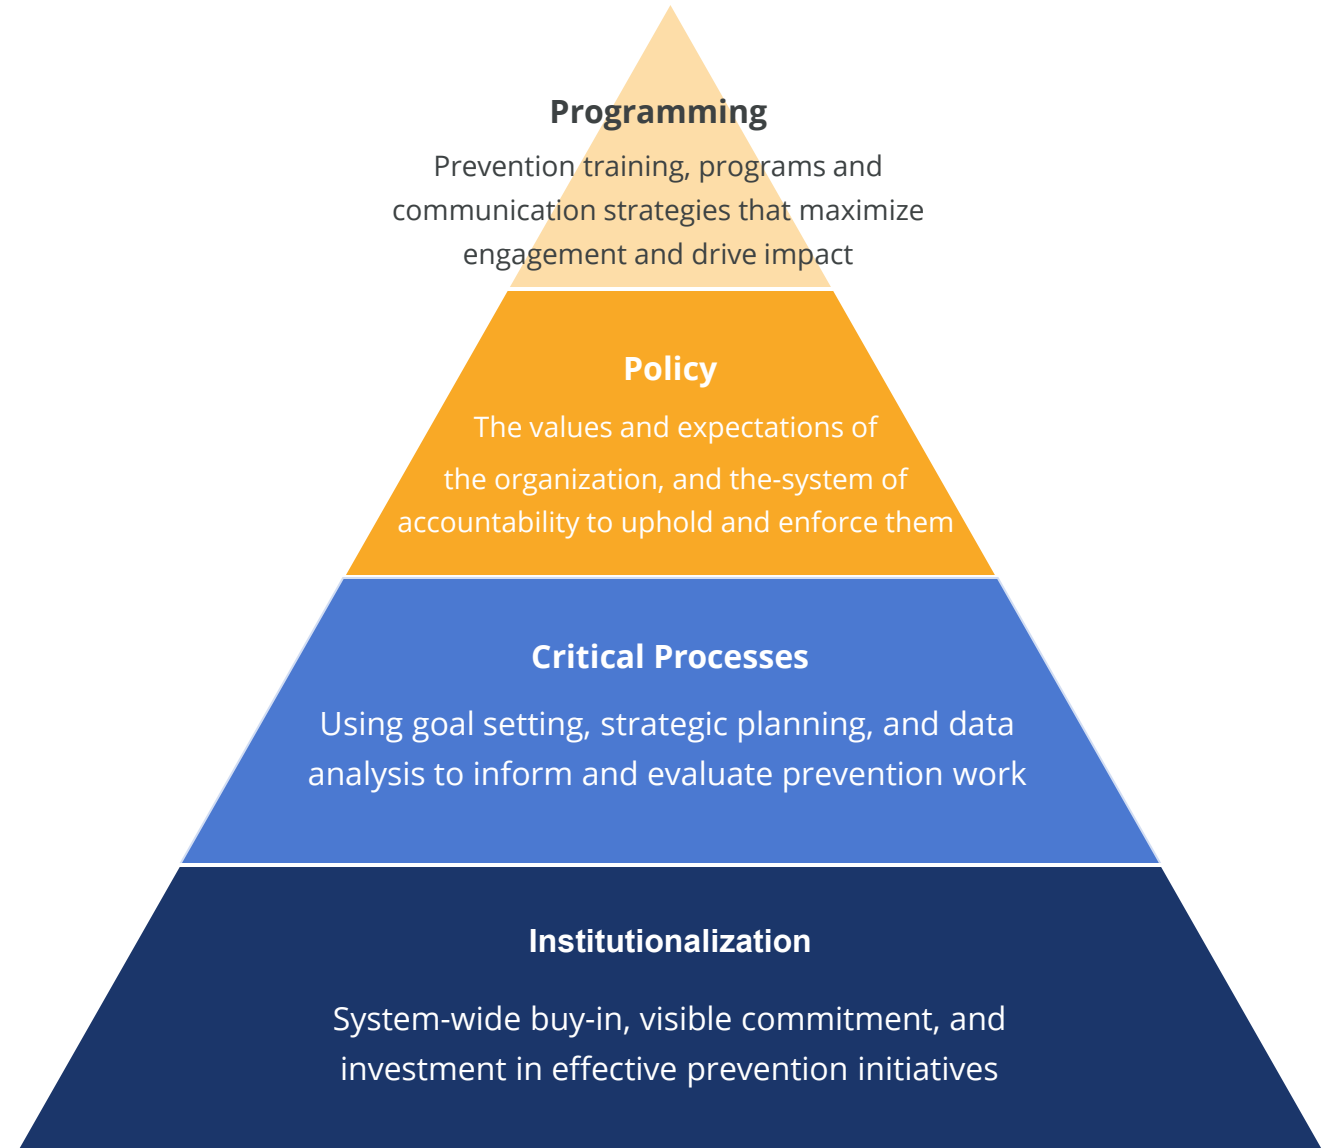 Programming
Prevention training, programs and
communication strategies that maximize
engagement and drive impact
Policy
The values and expectations of
the organization, and the-system of
accountability to uphold and enforce them
Critical Processes
Using goal setting, strategic planning, and data
analysis to inform and evaluate prevention work
Institutionalization
System-wide buy-in, visible commitment, and
investment in effective prevention initiatives